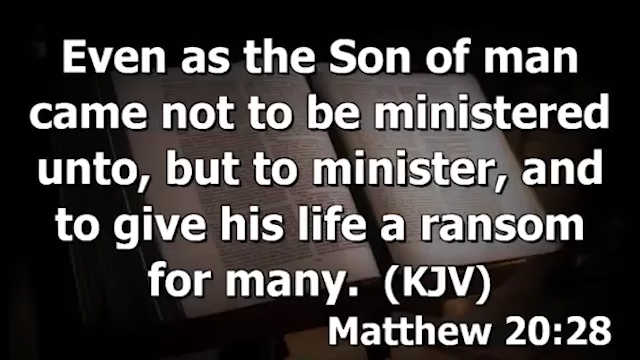 Even as the Son of man
came not to be ministered
unto, but to minister, and
to give his life a ransom
for many. (KJV)
Matthew 20:28